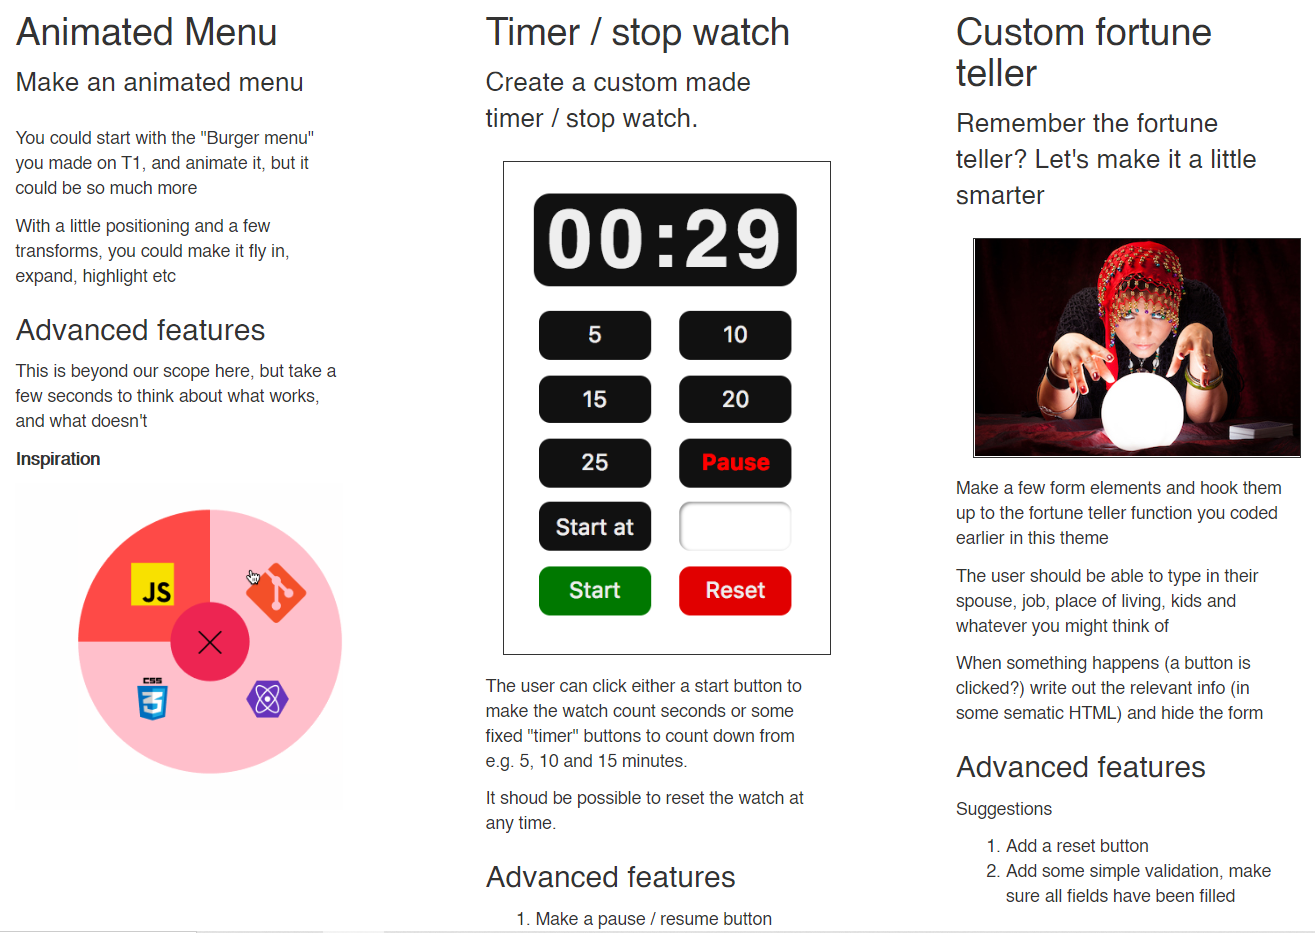 Animated Menu
Make an animated menu
You could start with the "Burger menu"
you made on T1, and animate it, but it
could be so much more
With a little positioning and a few
transforms, you could make it fly in,
expand, highlight etc
Advanced features
This is beyond our scope here, but take a
few seconds to think about what works,
and what doesn't
Inspiration
JS
CSS
3
Timer / stop watch
Create a custom made
timer / stop watch.
00:29
5
10
15
20
25
Pause
Start at
Start
Reset
The user can click either a start button to
make the watch count seconds or some
fixed "timer" buttons to count down from
e.g. 5, 10 and 15 minutes.
It shoud be possible to reset the watch at
any time.
Advanced features
1. Make a pause / resume button
Custom fortune
teller
Remember the fortune
teller? Let's make it a little
smarter
Make a few form elements and hook them
up to the fortune teller function you coded
earlier in this theme
The user should be able to type in their
spouse, job, place of living, kids and
whatever you might think of
When something happens (a button is
clicked?) write out the relevant info (in
some sematic HTML) and hide the form
Advanced features
Suggestions
1. Add a reset button
2. Add some simple validation, make
sure all fields have been filled